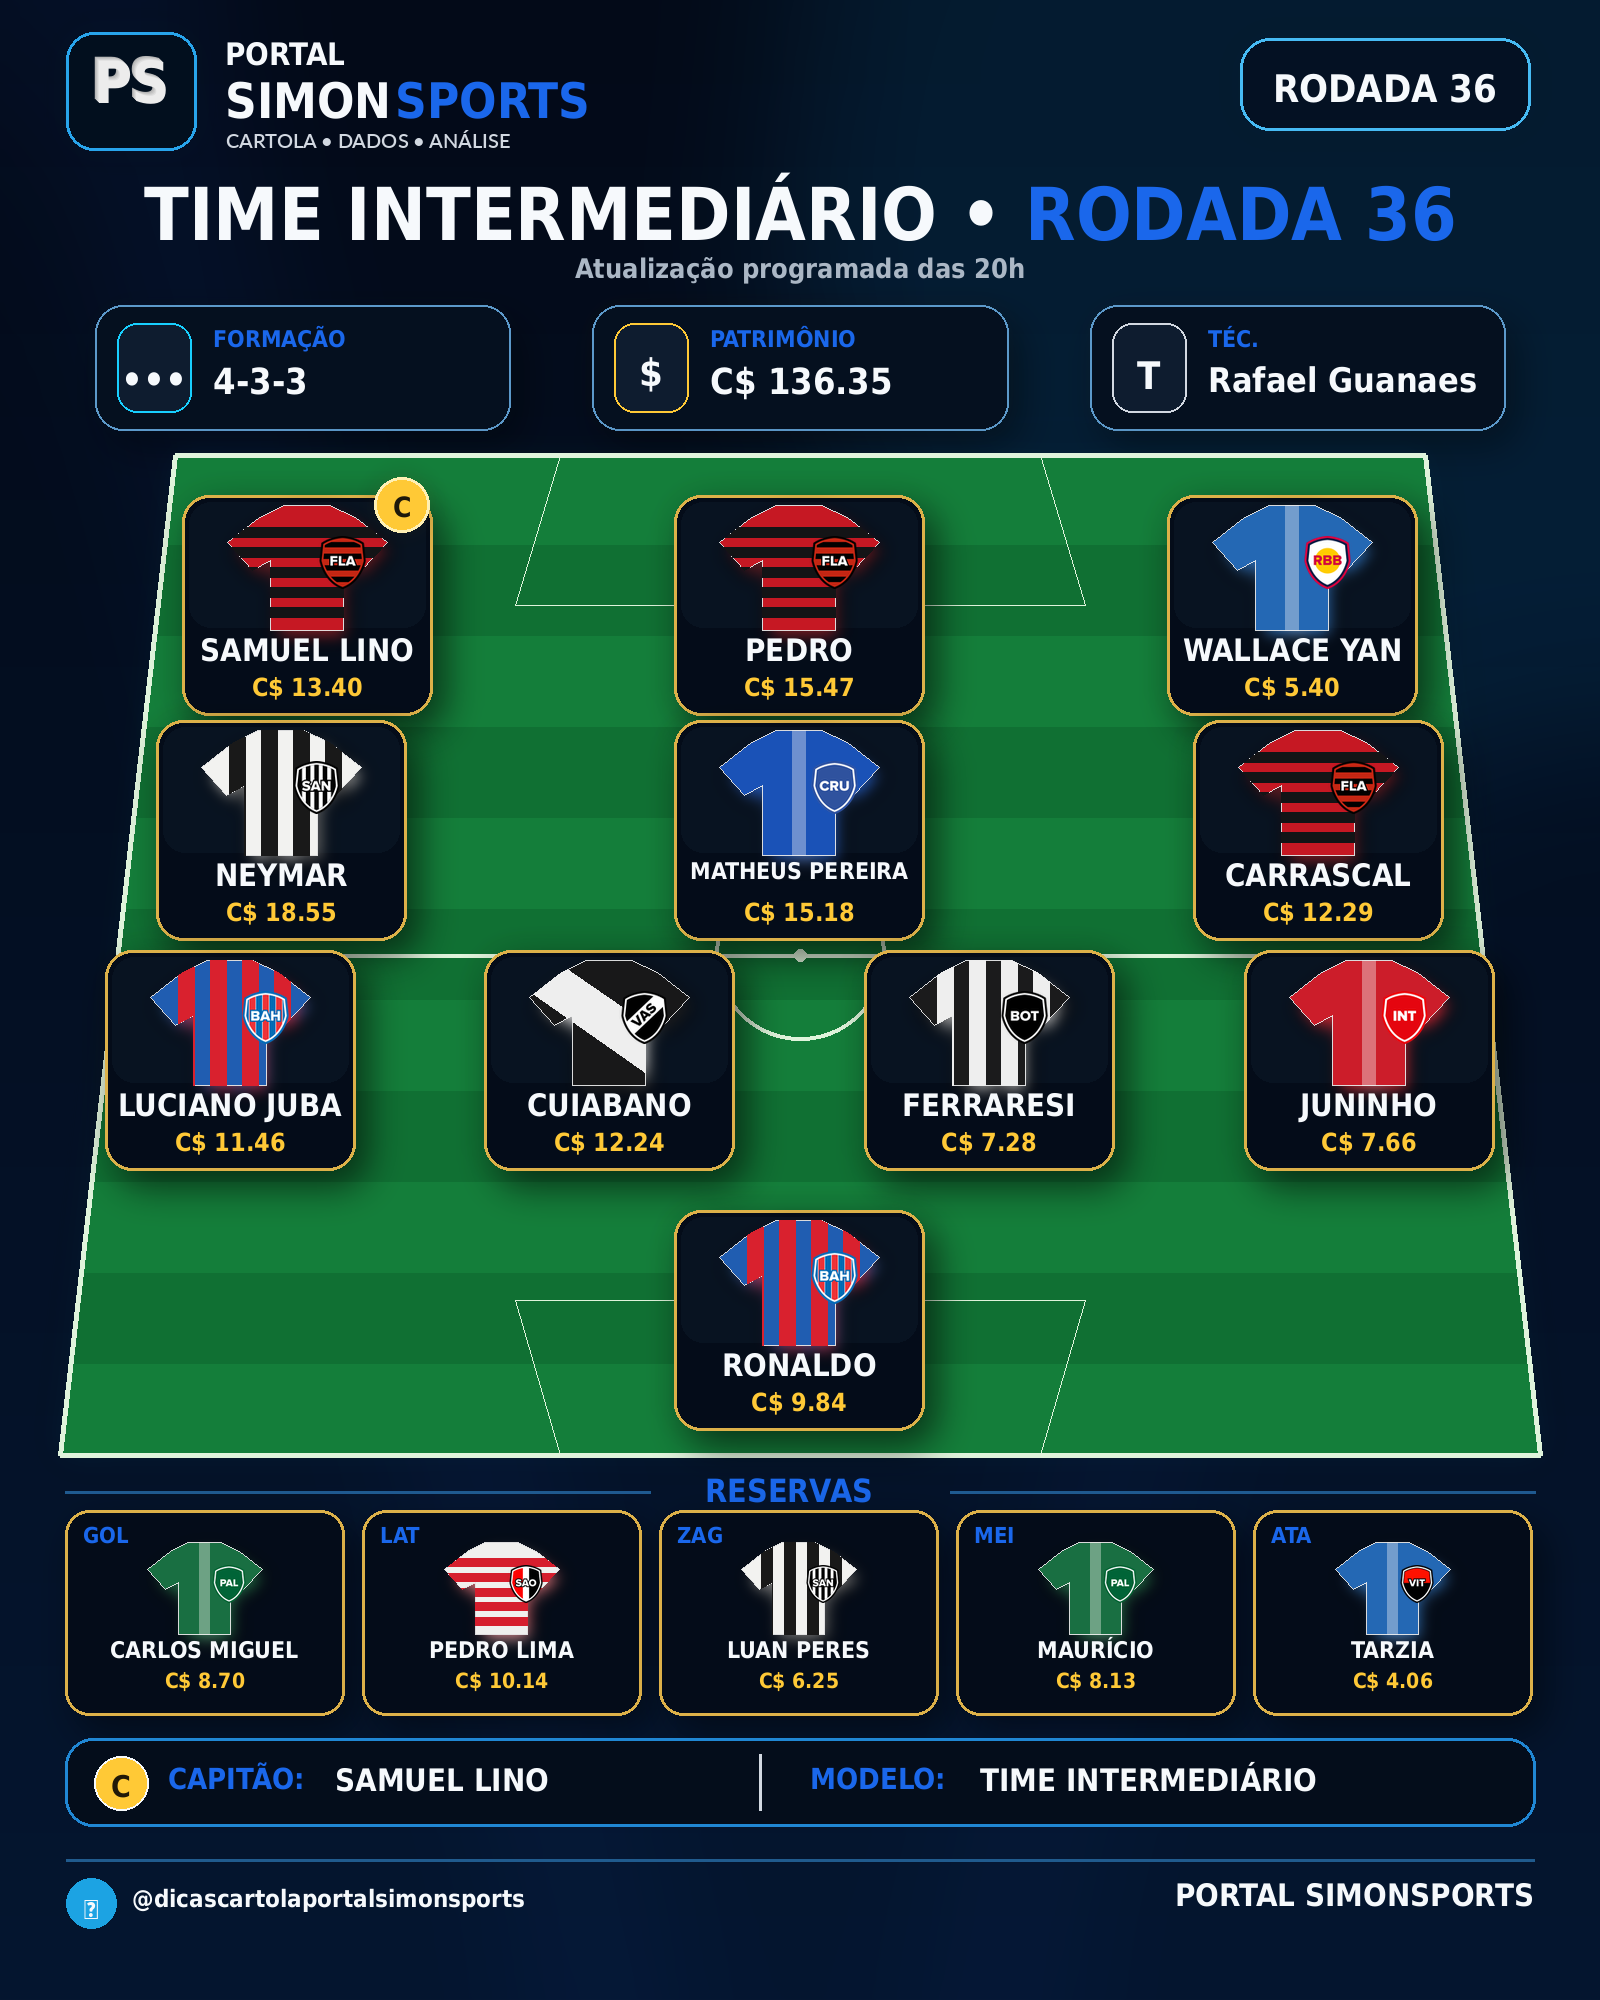 PS
PORTAL
SIMONSPORTS
CARTOLA • DADOS • ANÁLISE
RODADA 36
TIME INTERMEDIÁRIO • RODADA 36
Atualização programada das 20h
FORMAÇÃO
4-3-3
$
PATRIMÔNIO
C$ 136.35
T
TÉC.
Rafael Guanaes
C
FLA
SAMUEL LINO
C$ 13.40
FLA
PEDRO
C$ 15.47
RBB
WALLACE YAN
C$ 5.40
SAN
NEYMAR
C$ 18.55
CRU
MATHEUS PEREIRA
C$ 15.18
FLA
CARRASCAL
C$ 12.29
BAH
LUCIANO JUBA
C$ 11.46
VAS
CUIABANO
C$ 12.24
BOT
FERRARESI
C$ 7.28
INT
JUNINHO
C$ 7.66
BAH
RONALDO
C$ 9.84
RESERVAS
GOL
PAL
CARLOS MIGUEL
C$ 8.70
LAT
SAO
PEDRO LIMA
C$ 10.14
ZAG
SAN
LUAN PERES
C$ 6.25
MEI
PAL
MAURÍCIO
C$ 8.13
ATA
VIT
TARZIA
C$ 4.06
C CAPITÃO: SAMUEL LINO
MODELO: TIME INTERMEDIÁRIO
@dicascartolaportalsimonsports
PORTAL SIMONSPORTS